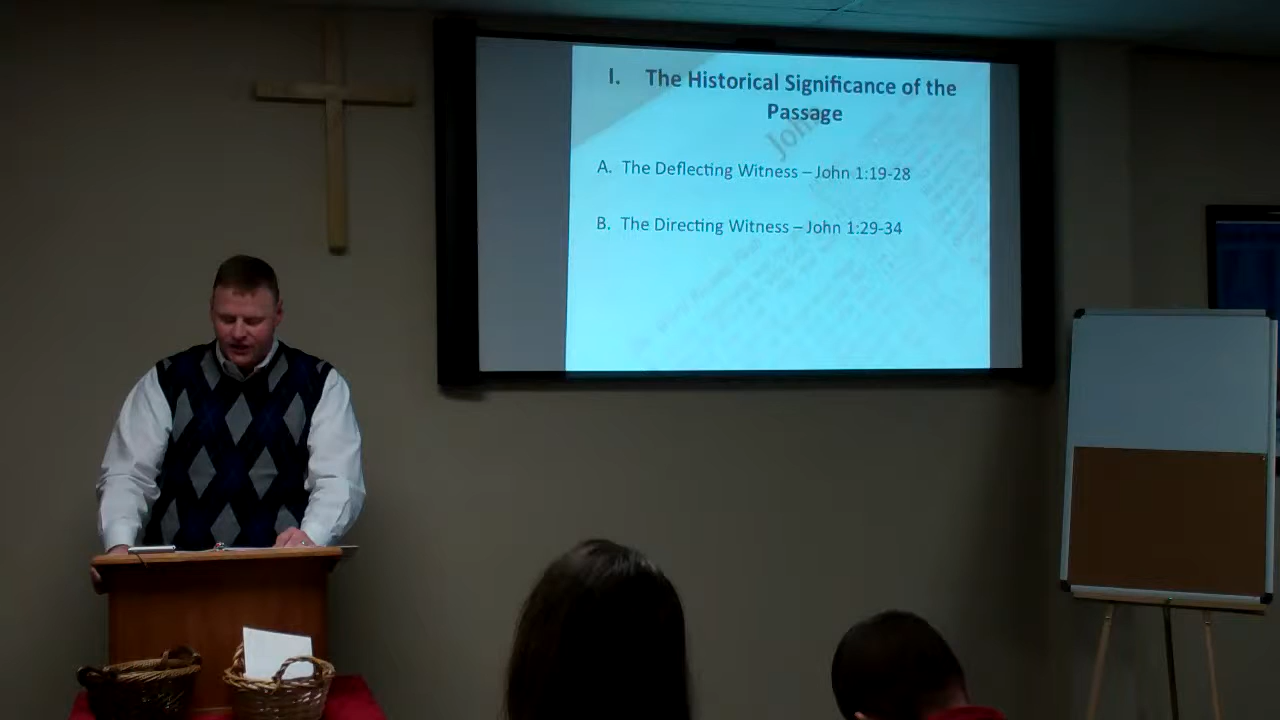 I. The Historical Significance of the
Passage
John
A. The Deflecting Witness – John 1:19-28
B. The Directing Witness – John 1:29-34